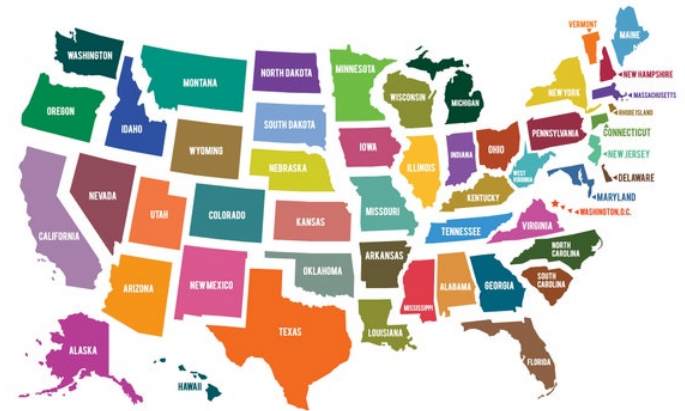 VERMONT
MAINE
WASHINGTON
MONTANA
NORTH DAKOTA
MINNESOTA
NEW HAMPSHIRE
OREGON
IDAHO
WISCONSIN
MICHIGAN
NEW YORK
MASSACHUSETTS
RHODE ISLAND
SOUTH DAKOTA
WYOMING
IOWA
PENNSYLVANIA
CONNECTICUT
NEBRASKA
ILLINOIS
INDIANA
OHIO
NEW JERSEY
NEVADA
UTAH
COLORADO
KANSAS
MISSOURI
WEST
VIRGINIA
DELAWARE
KENTUCKY
MARYLAND
CALIFORNIA
TENNESSEE
VIRGINIA
WASHINGTON, D.C.
ARIZONA
NEW MEXICO
OKLAHOMA
ARKANSAS
NORTH
CAROLINA
SOUTH
CAROLINA
MISSISSIPPI
ALABAMA
GEORGIA
TEXAS
LOUISIANA
ALASKA
HAWAII
FLORIDA